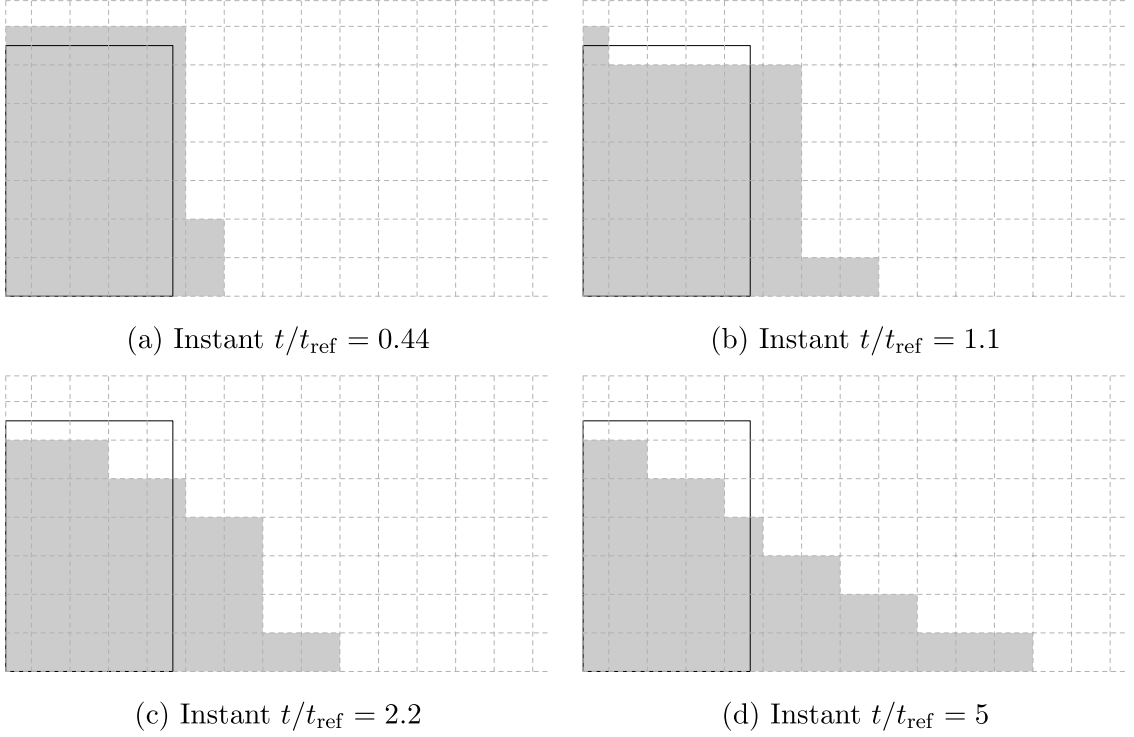 (a) Instant t/t_ref = 0.44
(b) Instant t/t_ref = 1.1
(c) Instant t/t_ref = 2.2
(d) Instant t/t_ref = 5